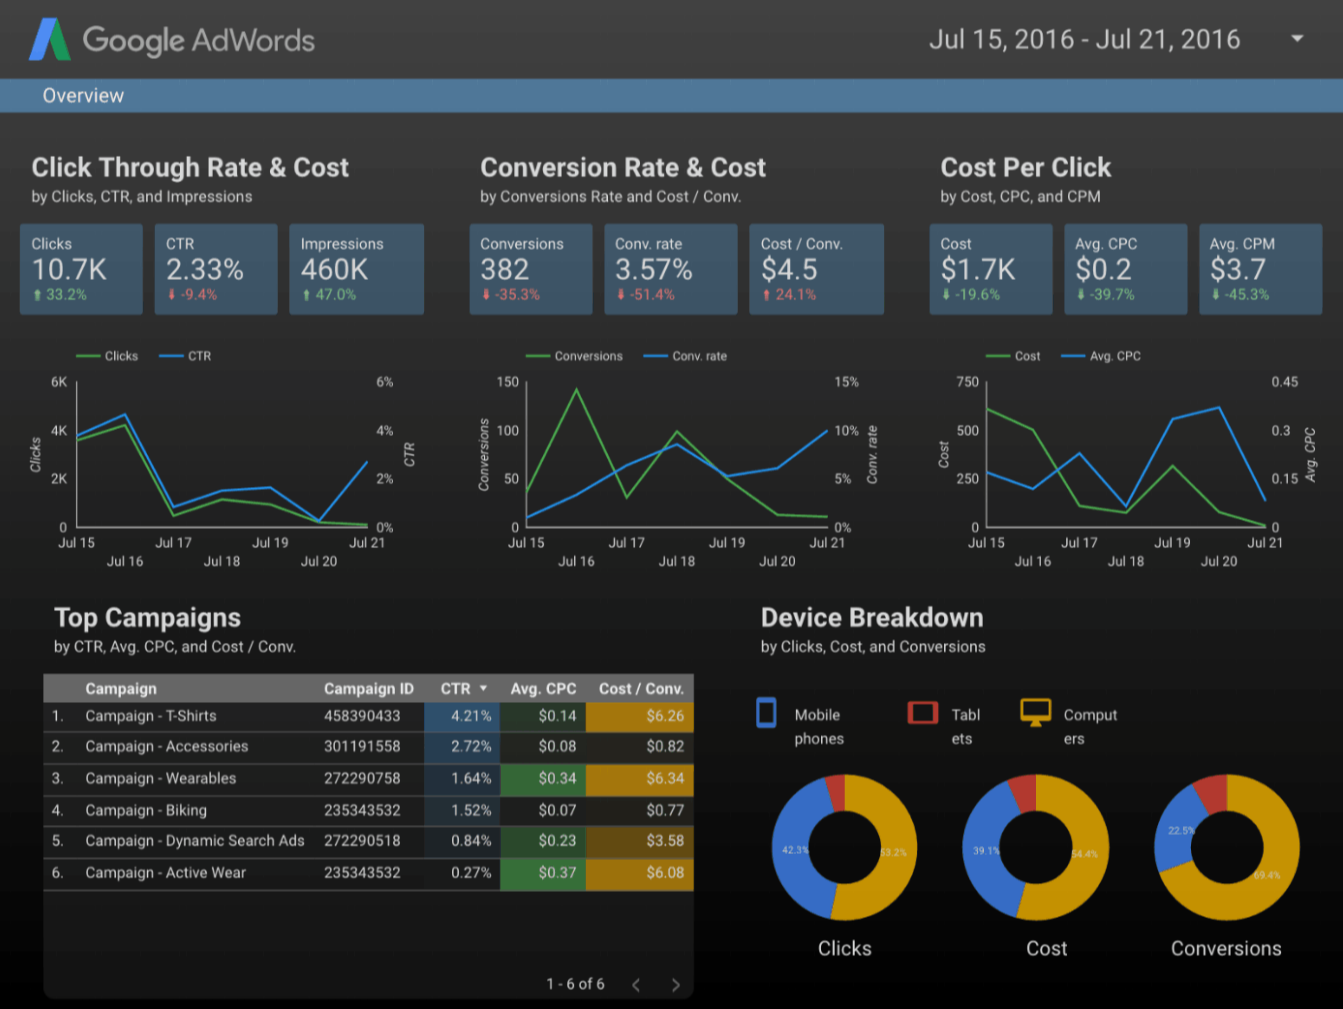 Google AdWords
Jul 15, 2016 - Jul 21, 2016
Overview
Click Through Rate & Cost
by Clicks, CTR, and Impressions
Clicks
10.7K
33.2%
CTR
2.33%
-9.4%
Impressions
460K
47.0%
Conversion Rate & Cost
by Conversions Rate and Cost / Conv.
Conversions
382
-35.3%
Conv. rate
3.57%
-51.4%
Cost / Conv.
$4.5
24.1%
Cost Per Click
by Cost, CPC, and CPM
Cost
$1.7K
-19.6%
Avg. CPC
$0.2
-39.7%
Avg. CPM
$3.7
-45.3%
Clicks CTR
6K 6%
4K 4%
2K 2%
0 0%
Clicks
CTR
Jul 15 Jul 17 Jul 19 Jul 21
Jul 16 Jul 18 Jul 20
Conversions Conv. rate
150 15%
100 10%
50 5%
0 0%
Conversions
Conv. rate
Jul 15 Jul 17 Jul 19 Jul 21
Jul 16 Jul 18 Jul 20
Cost Avg. CPC
750 0.45
500 0.3
250 0.15
0 0
Cost
Avg. CPC
Jul 15 Jul 17 Jul 19 Jul 21
Jul 16 Jul 18 Jul 20
Top Campaigns
by CTR, Avg. CPC, and Cost / Conv.
Campaign Campaign ID CTR Avg. CPC Cost / Conv.
1. Campaign - T-Shirts 458390433 4.21% $0.14 $6.26
2. Campaign - Accessories 301191558 2.72% $0.08 $0.82
3. Campaign - Wearables 272290758 1.64% $0.34 $6.34
4. Campaign - Biking 235343532 1.52% $0.07 $0.77
5. Campaign - Dynamic Search Ads 272290518 0.84% $0.23 $3.58
6. Campaign - Active Wear 235343532 0.27% $0.37 $6.08
1 - 6 of 6
Device Breakdown
by Clicks, Cost, and Conversions
Mobile
phones
Tabl
ets
Comput
ers
42.3% 53.2%
Clicks
39.1% 54.4%
Cost
22.5% 69.4%
Conversions